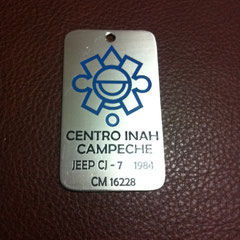 CENTRO INAH
CAMPECHE
JEEP CJ - 7 1984
CM 16228